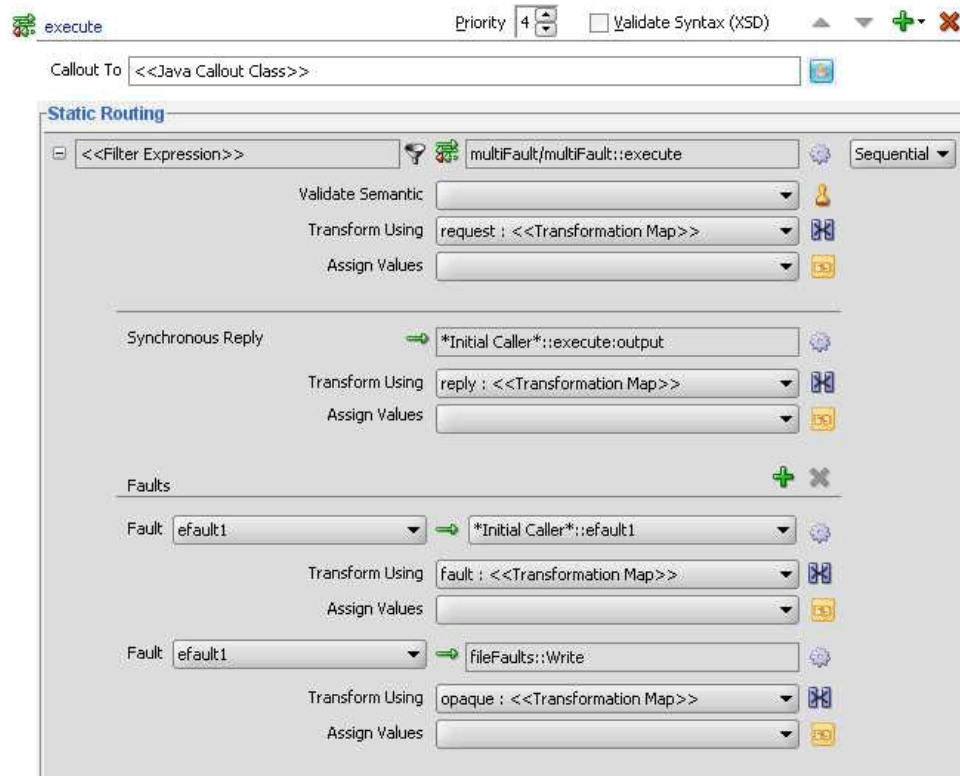 execute Priority 4 Validate Syntax (XSD)
Callout To <<Java Callout Class>>
Static Routing
<<Filter Expression>> multiFault/multiFault::execute Sequential
Validate Semantic
Transform Using request : <<Transformation Map>>
Assign Values
Synchronous Reply *Initial Caller*::execute:output
Transform Using reply : <<Transformation Map>>
Assign Values
Faults
Fault efault1 *Initial Caller*::efault1
Transform Using fault : <<Transformation Map>>
Assign Values
Fault efault1 fileFaults::Write
Transform Using opaque : <<Transformation Map>>
Assign Values